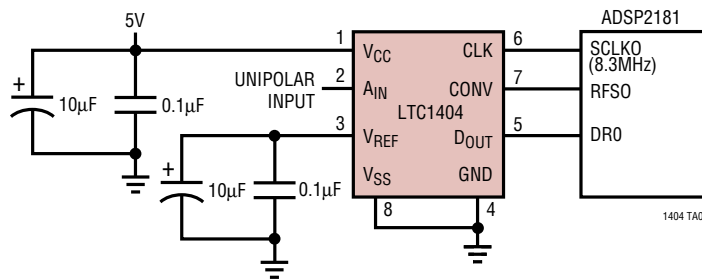 5V
ADSP2181
1
VCC
CLK
6
SCLKO
(8.3MHz)
+
10µF
0.1µF
UNIPOLAR
INPUT
2
AIN
CONV
7
RFSO
LTC1404
3
VREF
DOUT
5
DR0
+
10µF
0.1µF
VSS
GND
8
4
1404 TA0